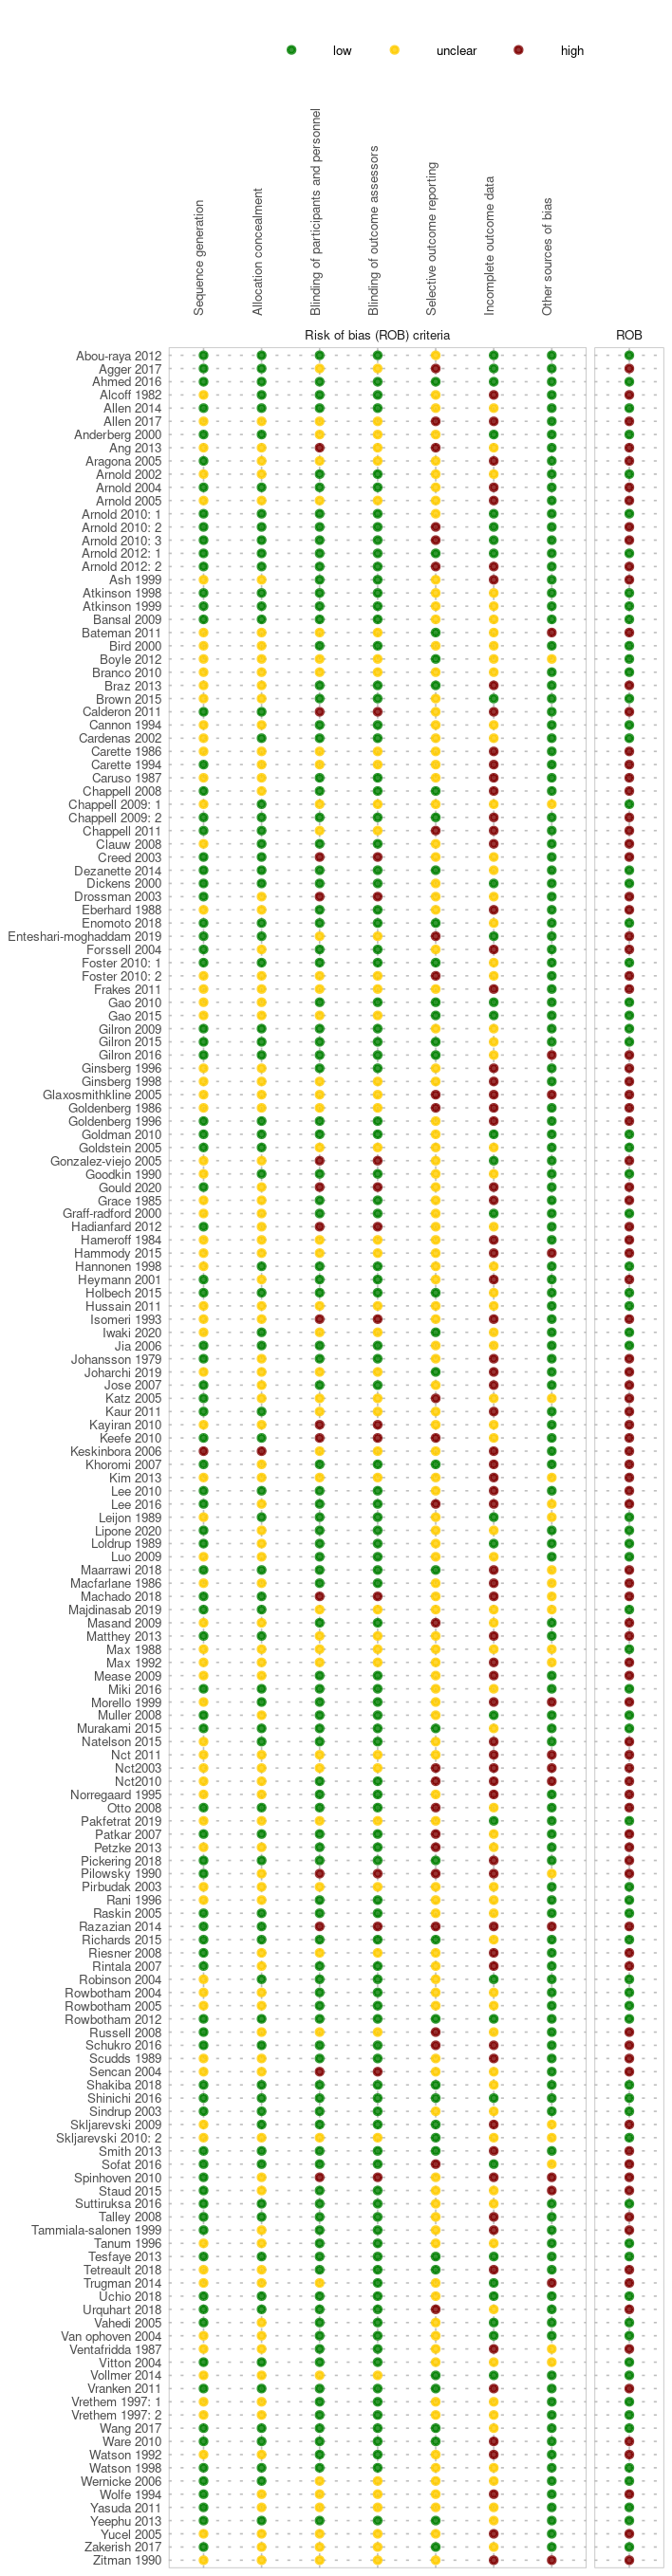 low unclear high
Sequence generation
Allocation concealment
Blinding of participants and personnel
Blinding of outcome assessors
Selective outcome reporting
Incomplete outcome data
Other sources of bias
Risk of bias (ROB) criteria ROB
Abou-raya 2012
Agger 2017
Ahmed 2016
Alcoff 1982
Allen 2014
Allen 2017
Anderberg 2000
Ang 2013
Aragona 2005
Arnold 2002
Arnold 2004
Arnold 2005
Arnold 2010: 1
Arnold 2010: 2
Arnold 2010: 3
Arnold 2012: 1
Arnold 2012: 2
Ash 1999
Atkinson 1998
Atkinson 1999
Bansal 2009
Bateman 2011
Bird 2000
Boyle 2012
Branco 2010
Braz 2013
Brown 2015
Calderon 2011
Cannon 1994
Cardenas 2002
Carette 1986
Carette 1994
Caruso 1987
Chappell 2008
Chappell 2009: 1
Chappell 2009: 2
Chappell 2011
Clauw 2008
Creed 2003
Dezanette 2014
Dickens 2000
Drossman 2003
Eberhard 1988
Enomoto 2018
Enteshari-moghaddam 2019
Forssell 2004
Foster 2010: 1
Foster 2010: 2
Frakes 2011
Gao 2010
Gao 2015
Gilron 2009
Gilron 2015
Gilron 2016
Ginsberg 1996
Ginsberg 1998
Glaxosmithkline 2005
Goldenberg 1986
Goldenberg 1996
Goldman 2010
Goldstein 2005
Gonzalez-viejo 2005
Goodkin 1990
Gould 2020
Grace 1985
Graff-radford 2000
Hadianfard 2012
Hameroff 1984
Hammody 2015
Hannonen 1998
Heymann 2001
Holbech 2015
Hussain 2011
Isomeri 1993
Iwaki 2020
Jia 2006
Johansson 1979
Joharchi 2019
Jose 2007
Katz 2005
Kaur 2011
Kayiran 2010
Keefe 2010
Keskinbora 2006
Khoromi 2007
Kim 2013
Lee 2010
Lee 2016
Leijon 1989
Lipone 2020
Loldrup 1989
Luo 2009
Maarrawi 2018
Macfarlane 1986
Machado 2018
Majdinasab 2019
Masand 2009
Matthey 2013
Max 1988
Max 1992
Mease 2009
Miki 2016
Morello 1999
Muller 2008
Murakami 2015
Natelson 2015
Nct 2011
Nct2003
Nct2010
Norregaard 1995
Otto 2008
Pakfetrat 2019
Patkar 2007
Petzke 2013
Pickering 2018
Pilowsky 1990
Pirbudak 2003
Rani 1996
Raskin 2005
Razazian 2014
Richards 2015
Riesner 2008
Rintala 2007
Robinson 2004
Rowbotham 2004
Rowbotham 2005
Rowbotham 2012
Russell 2008
Schukro 2016
Scudds 1989
Sencan 2004
Shakiba 2018
Shinichi 2016
Sindrup 2003
Skljarevski 2009
Skljarevski 2010: 2
Smith 2013
Sofat 2016
Spinhoven 2010
Staud 2015
Suttiruksa 2016
Talley 2008
Tammiala-salonen 1999
Tanum 1996
Tesfaye 2013
Tetreault 2018
Trugman 2014
Uchio 2018
Urquhart 2018
Vahedi 2005
Van ophoven 2004
Ventafridda 1987
Vitton 2004
Vollmer 2014
Vranken 2011
Vrethem 1997: 1
Vrethem 1997: 2
Wang 2017
Ware 2010
Watson 1992
Watson 1998
Wernicke 2006
Wolfe 1994
Yasuda 2011
Yeephu 2013
Yucel 2005
Zakerish 2017
Zitman 1990